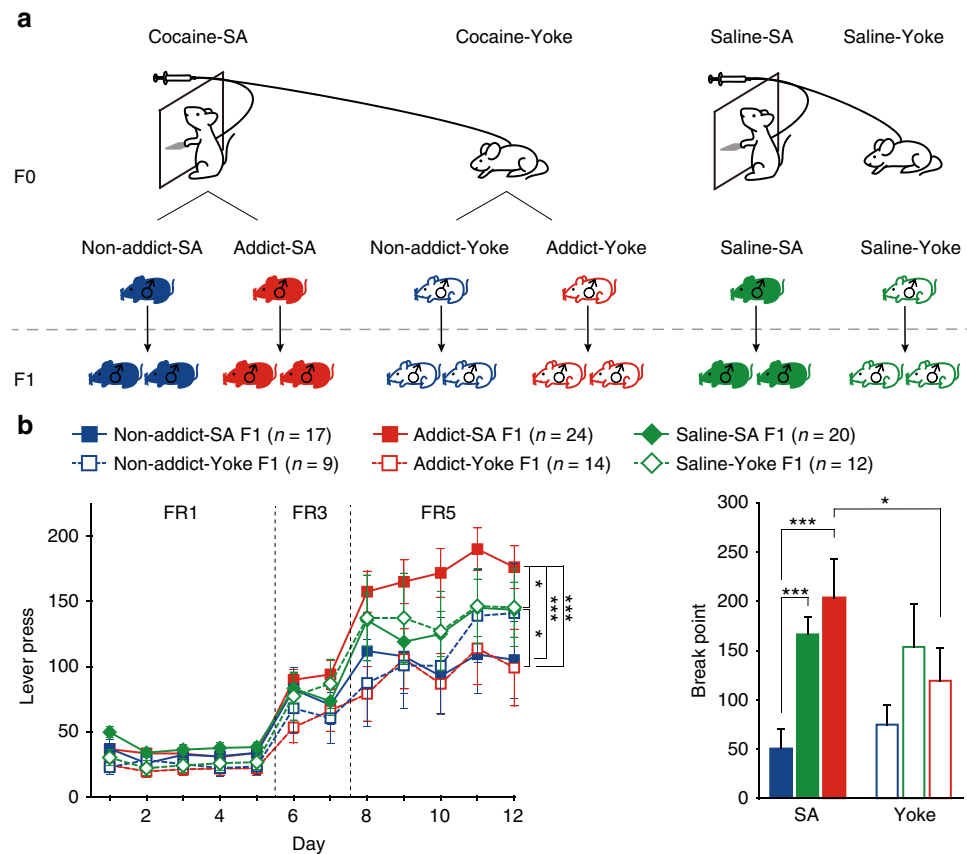 a
Cocaine-SA Cocaine-Yoke Saline-SA Saline-Yoke
F0
Non-addict-SA Addict-SA Non-addict-Yoke Addict-Yoke Saline-SA Saline-Yoke
♂ ♂ ♂ ♂ ♂ ♂
F1
♂ ♂ ♂ ♂ ♂ ♂ ♂ ♂ ♂ ♂ ♂ ♂
b
Non-addict-SA F1 (n = 17) Addict-SA F1 (n = 24) Saline-SA F1 (n = 20)
Non-addict-Yoke F1 (n = 9) Addict-Yoke F1 (n = 14) Saline-Yoke F1 (n = 12)
FR1 FR3 FR5
Lever press
200
150
100
50
0
2 4 6 8 10 12
Day
* * *** ***
Break point
300
250
200
150
100
50
0
*** *** *
SA Yoke